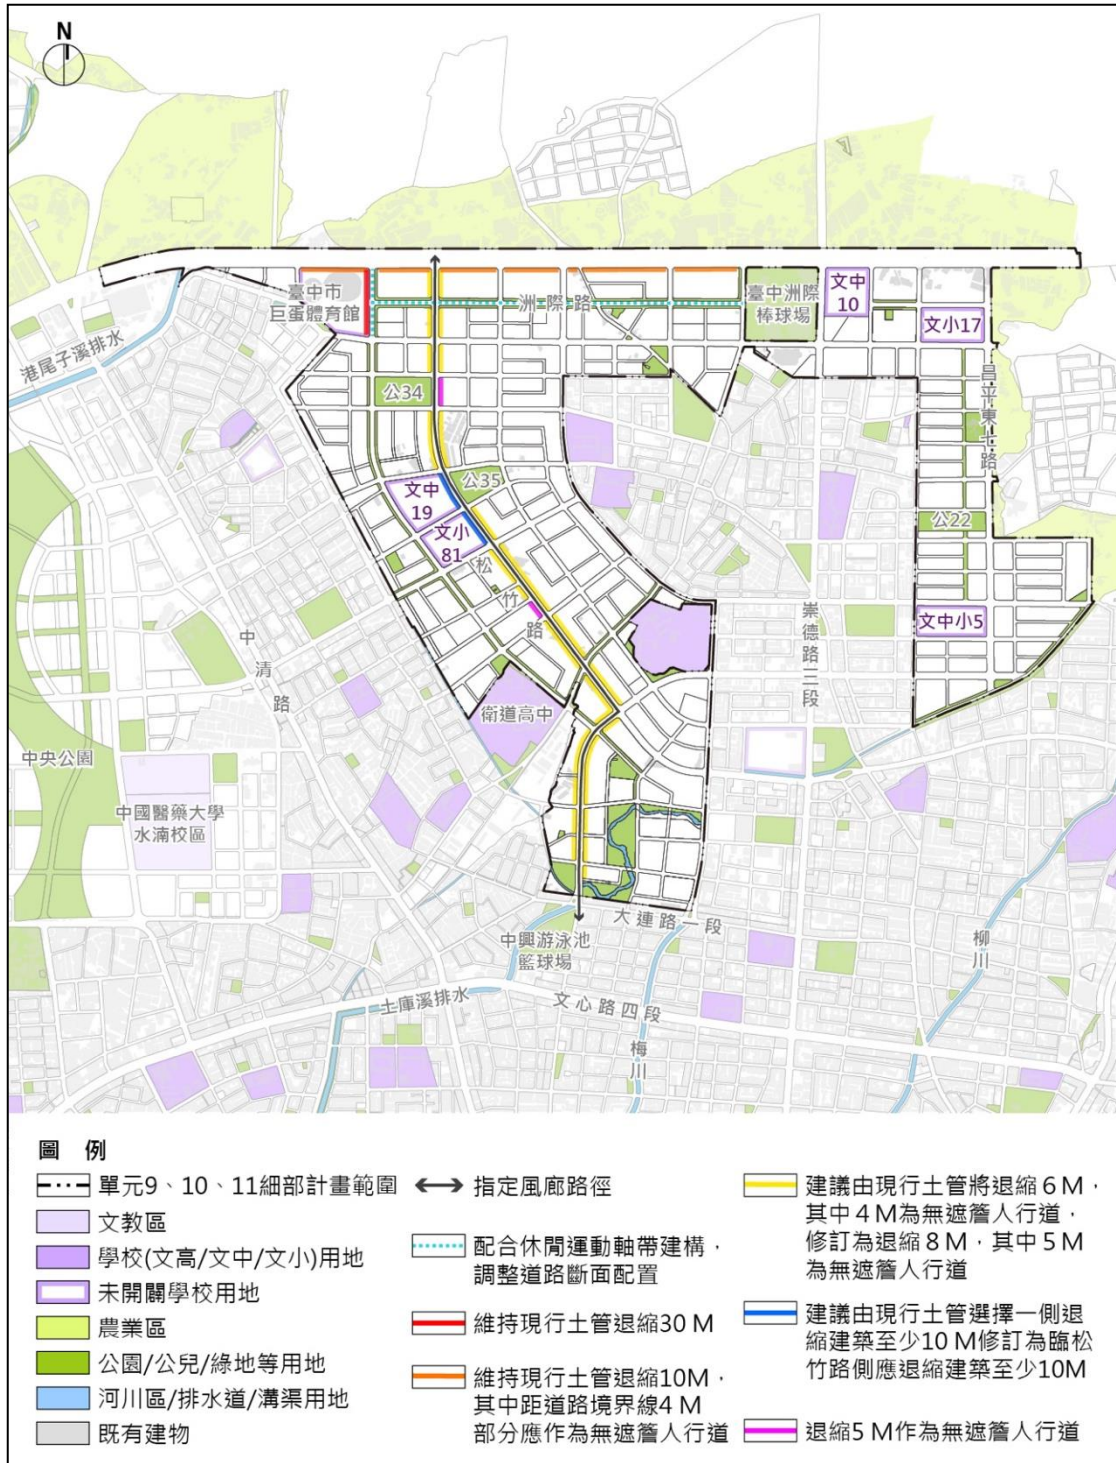 N
臺中市
巨蛋體育館
洲際路
臺中洲際
棒球場
文中
10
文小17
港尾子溪排水
公34
昌平東七路
公35
文中
19
文小
81
公22
松竹路
文中小5
崇德路三段
中清路
衛道高中
中央公園
中國醫藥大學
水湳校區
大連路一段
中興游泳池
籃球場
柳川
土庫溪排水
文心路四段
梅川
圖 例
單元9、10、11細部計畫範圍
文教區
學校(文高/文中/文小)用地
未開闢學校用地
農業區
公園/公兒/綠地等用地
河川區/排水道/溝渠用地
既有建物
指定風廊路徑
配合休閒運動軸帶建構，
調整道路斷面配置
維持現行土管退縮30 M
維持現行土管退縮10M，
其中距道路境界線4 M
部分應作為無遮簷人行道
建議由現行土管將退縮6M，
其中4M為無遮簷人行道，
修訂為退縮8M，其中5M
為無遮簷人行道
建議由現行土管選擇一側退
縮建築至少10 M修訂為臨松
竹路側應退縮建築至少10M
退縮5 M作為無遮簷人行道